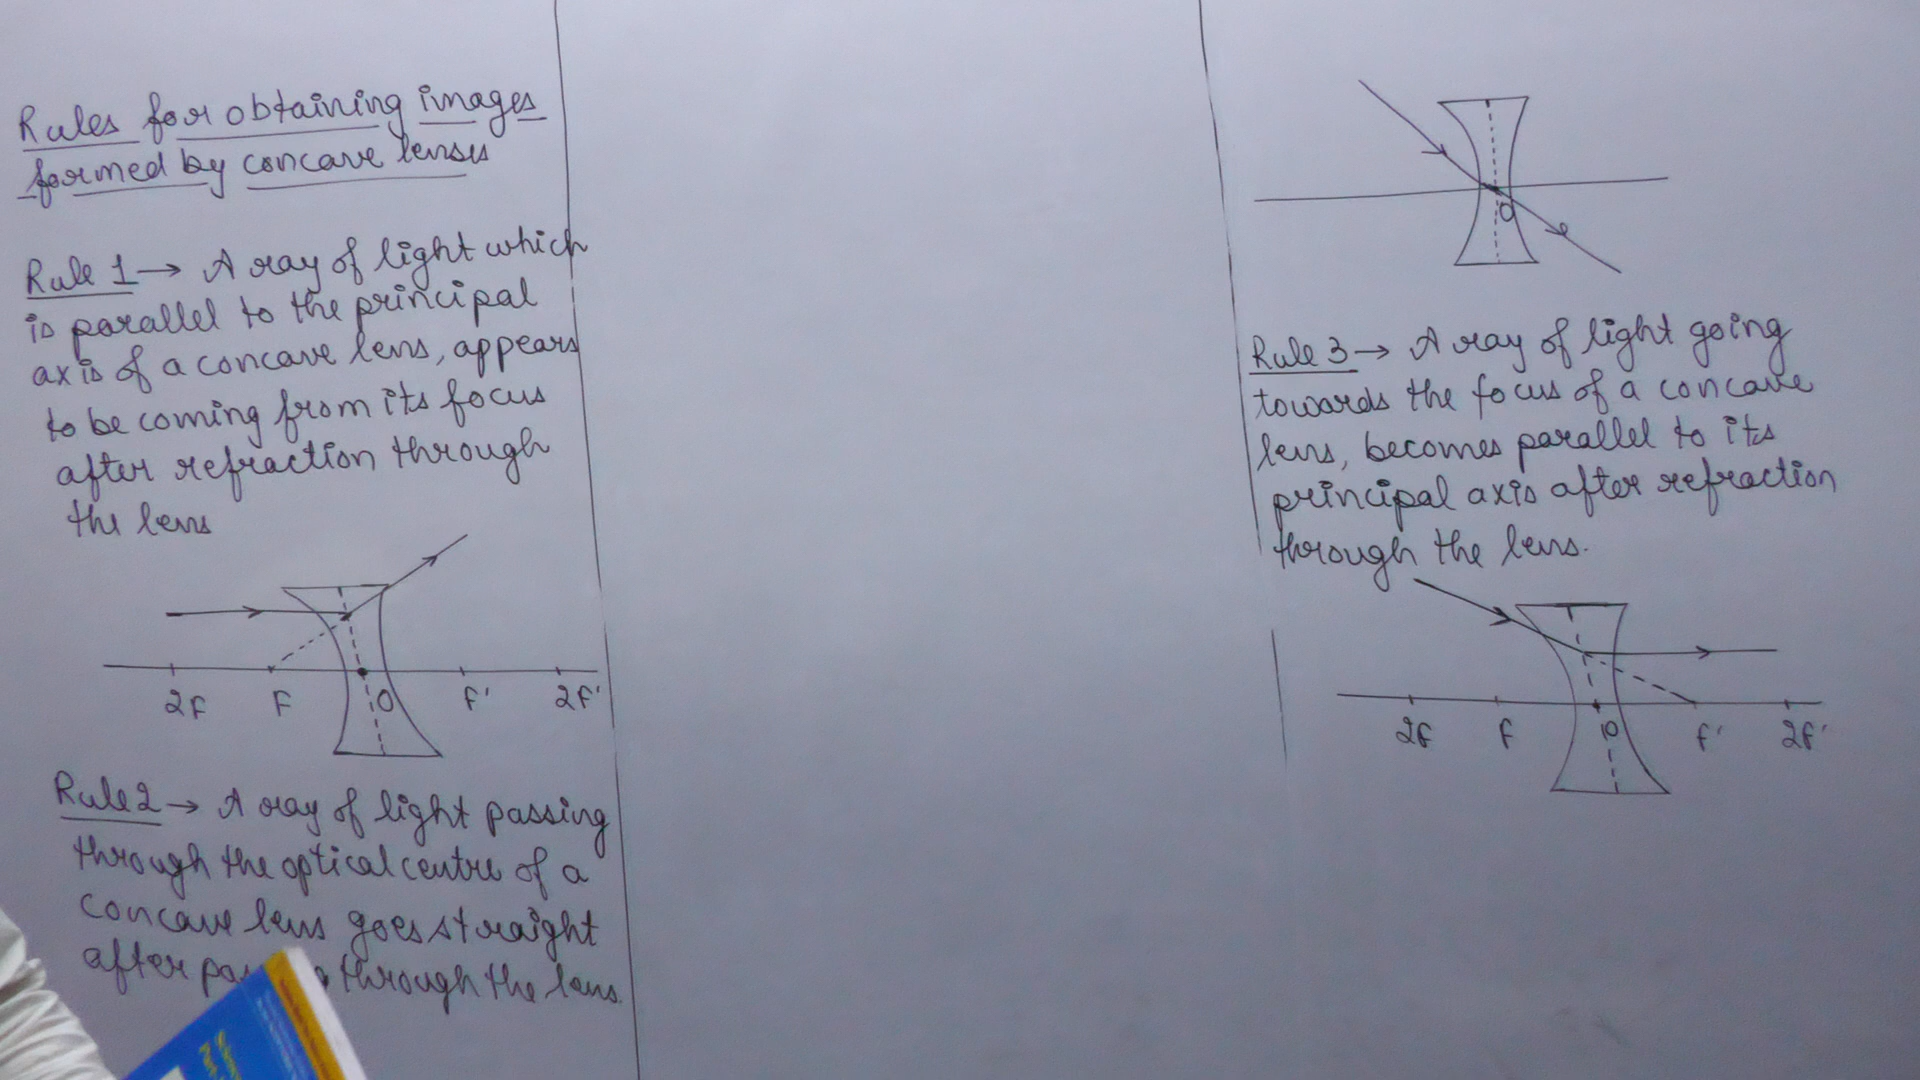 Rules for obtaining images
formed by concave lenses
Rule 1→ A ray of light which
is parallel to the principal
axis of a concave lens, appears
to be coming from its focus
after refraction through
the lens
2F F O F' 2F'
Rule 2→ A ray of light passing
through the optical centre of a
concave lens goes straight
after through the lens.
O
Rule 3→ A ray of light going
towards the focus of a concave
lens, becomes parallel to its
principal axis after refraction
through the lens.
2F F O F' 2F'